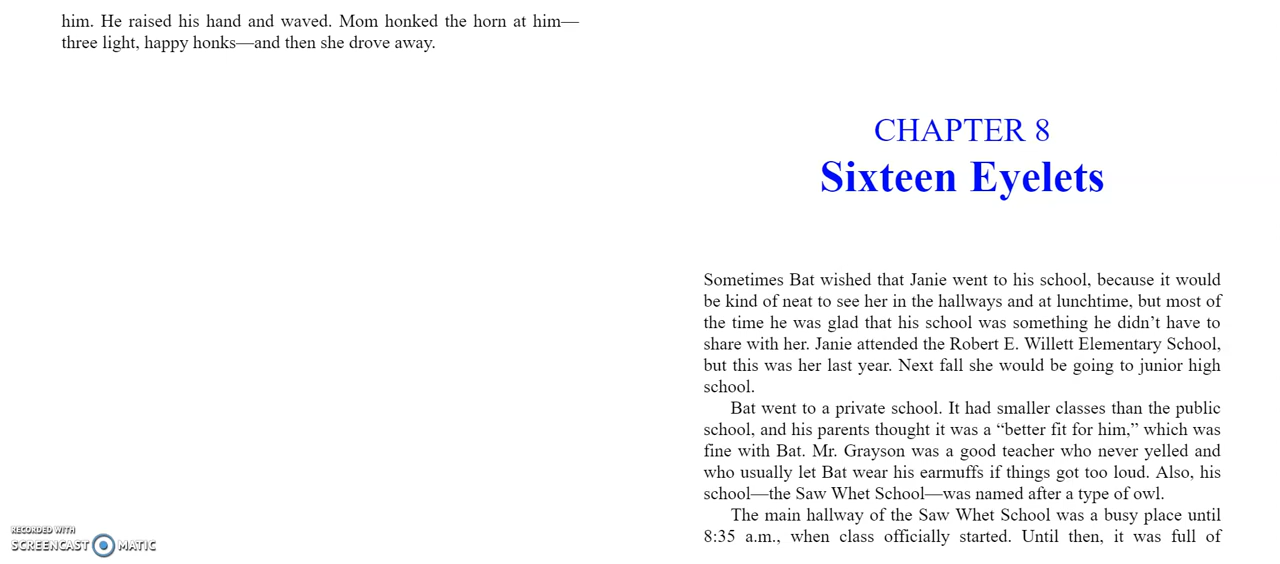 him. He raised his hand and waved. Mom honked the horn at him—
three light, happy honks—and then she drove away.
CHAPTER 8
Sixteen Eyelets
Sometimes Bat wished that Janie went to his school, because it would
be kind of neat to see her in the hallways and at lunchtime, but most of
the time he was glad that his school was something he didn’t have to
share with her. Janie attended the Robert E. Willett Elementary School,
but this was her last year. Next fall she would be going to junior high
school.
Bat went to a private school. It had smaller classes than the public
school, and his parents thought it was a “better fit for him,” which was
fine with Bat. Mr. Grayson was a good teacher who never yelled and
who usually let Bat wear his earmuffs if things got too loud. Also, his
school—the Saw Whet School—was named after a type of owl.
The main hallway of the Saw Whet School was a busy place until
8:35 a.m., when class officially started. Until then, it was full of
RECORDED WITH
SCREENCAST MATIC